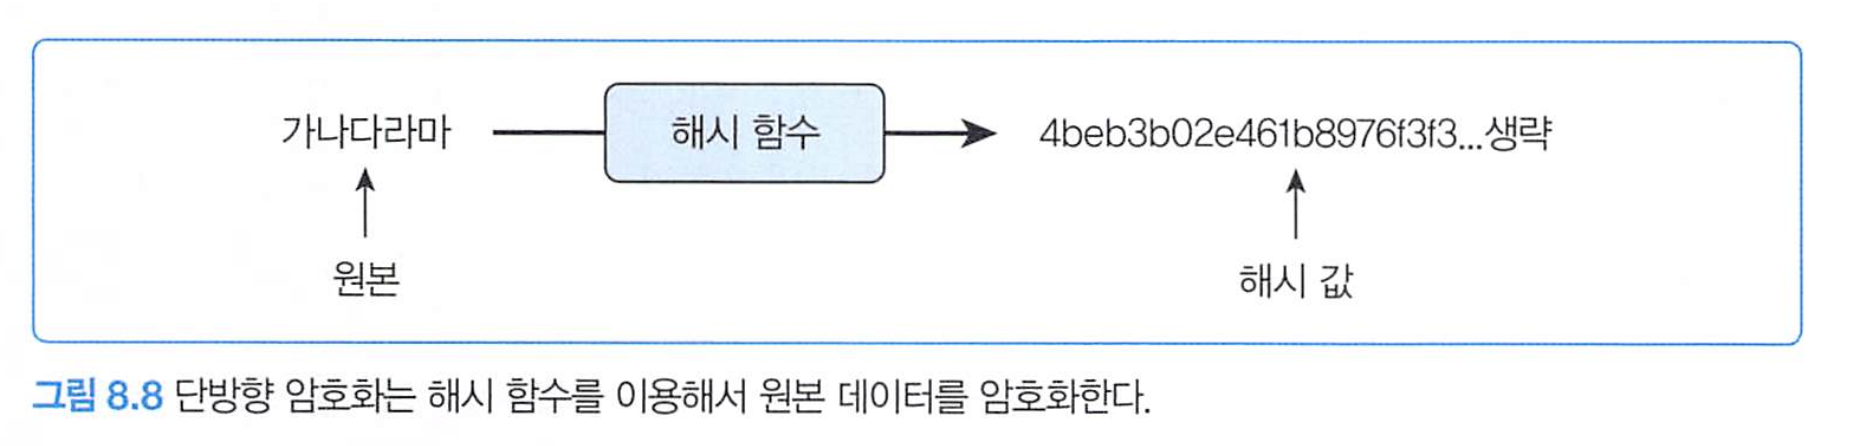 가나다라마
해시 함수
4beb3b02e461b8976f3f3...생략
원본
해시 값
그림 8.8 단방향 암호화는 해시 함수를 이용해서 원본 데이터를 암호화한다.